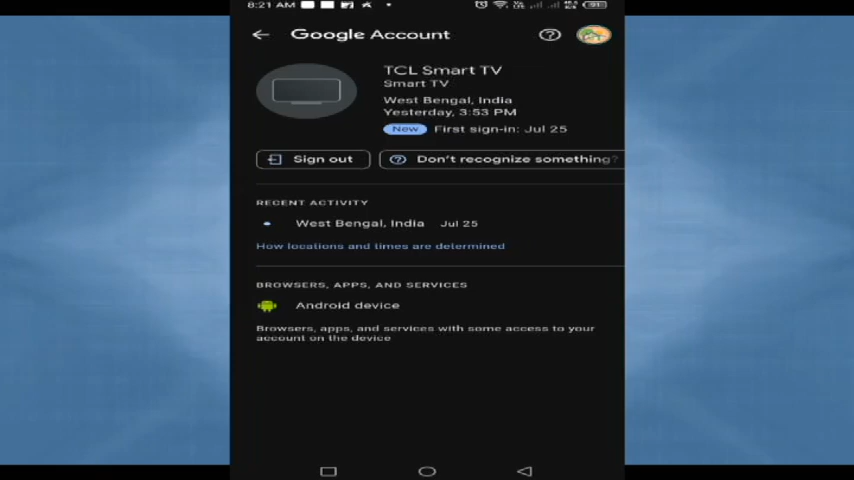 8:21 AM
91
Google Account
TCL Smart TV
Smart TV
West Bengal, India
Yesterday, 3:53 PM
New First sign-in: Jul 25
Sign out Don't recognize something?
RECENT ACTIVITY
West Bengal, India Jul 25
How locations and times are determined
BROWSERS, APPS, AND SERVICES
Android device
Browsers, apps, and services with some access to your
account on the device